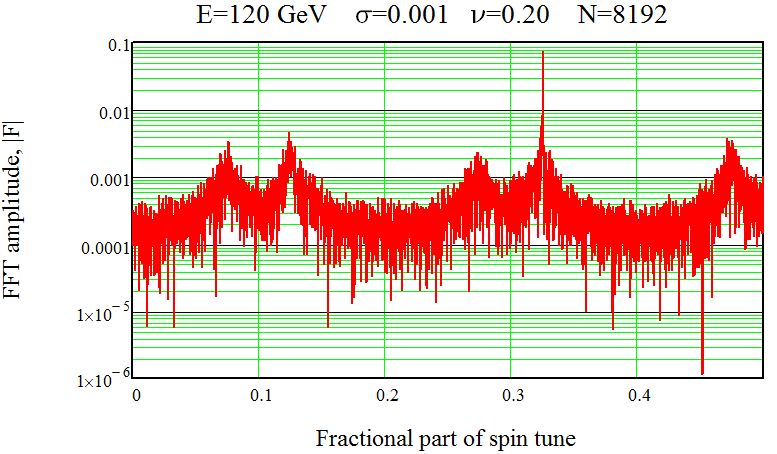 E=120 GeV σ=0.001 ν=0.20 N=8192
FFT amplitude, |F|
0.1
0.01
0.001
0.0001
1×10⁻⁵
1×10⁻⁶
0 0.1 0.2 0.3 0.4
Fractional part of spin tune